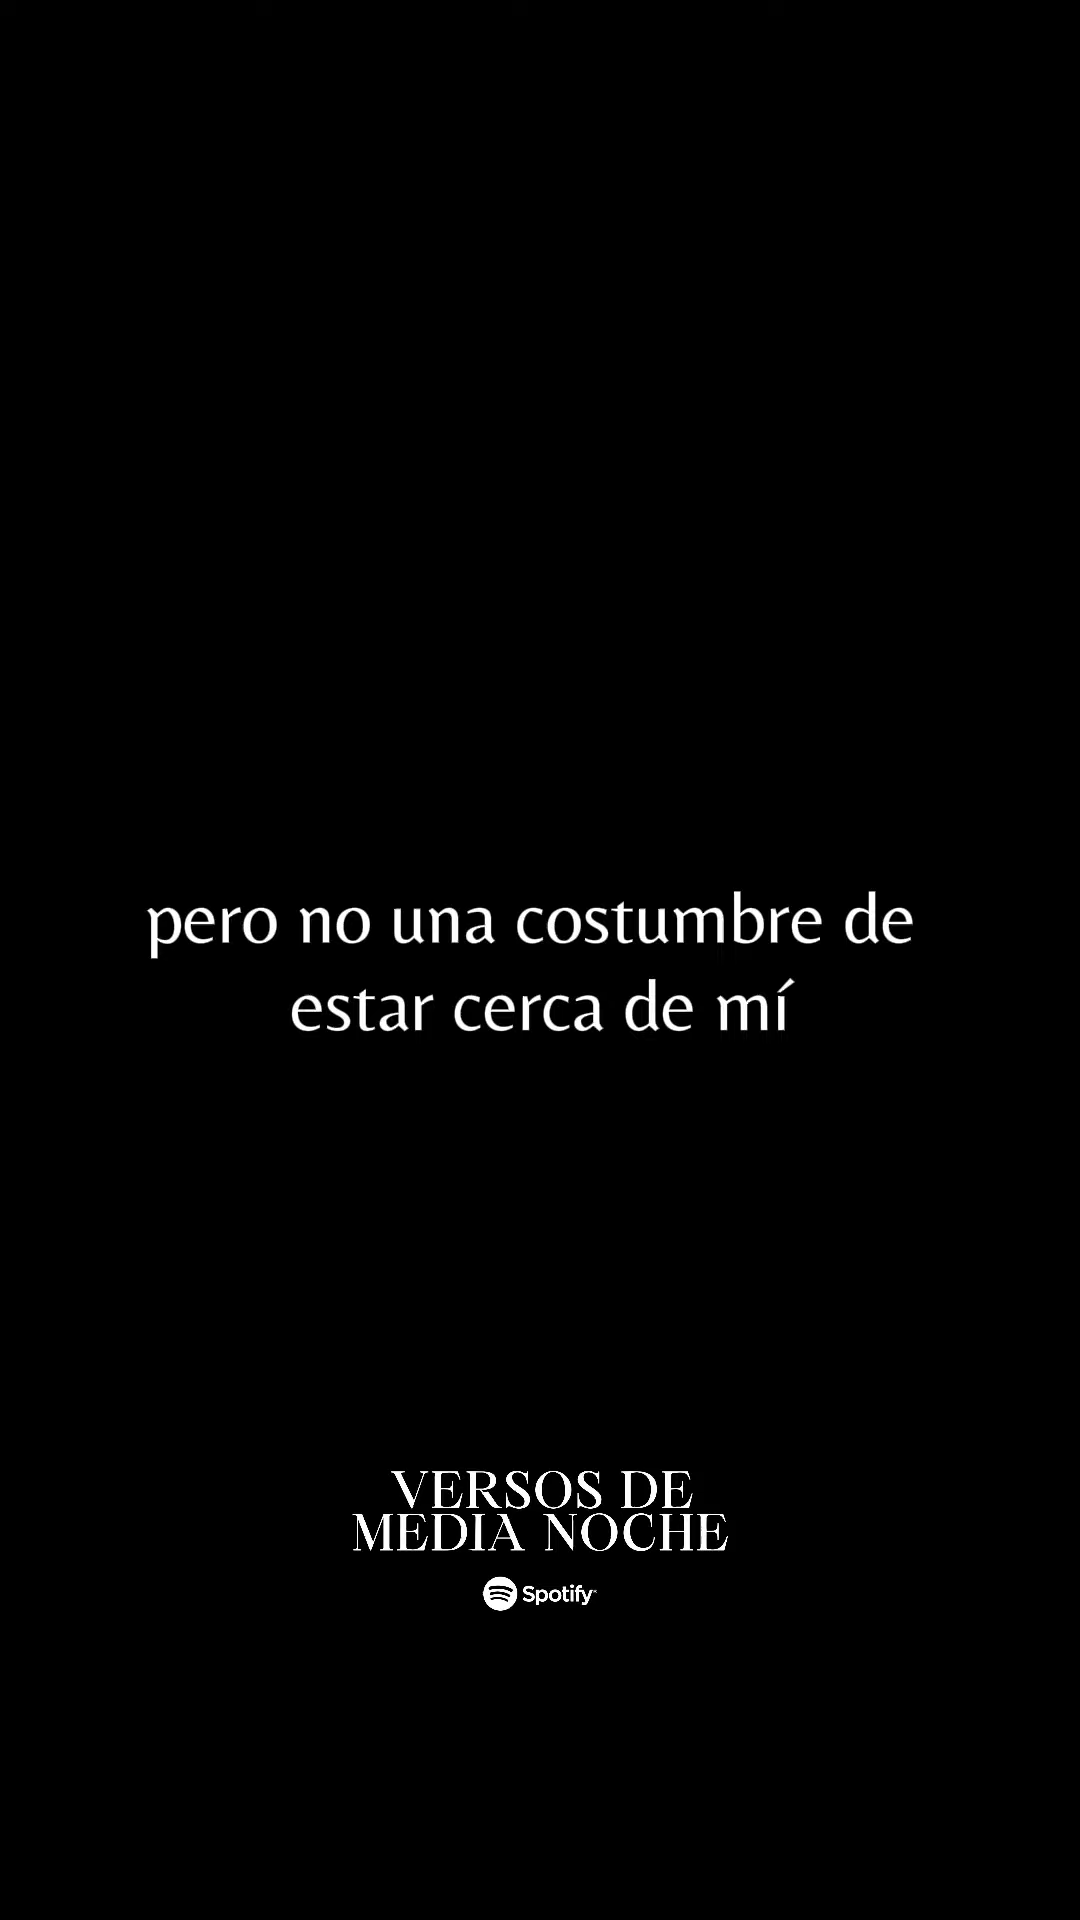 pero no una costumbre de
estar cerca de mí
VERSOS DE
MEDIA NOCHE
Spotify